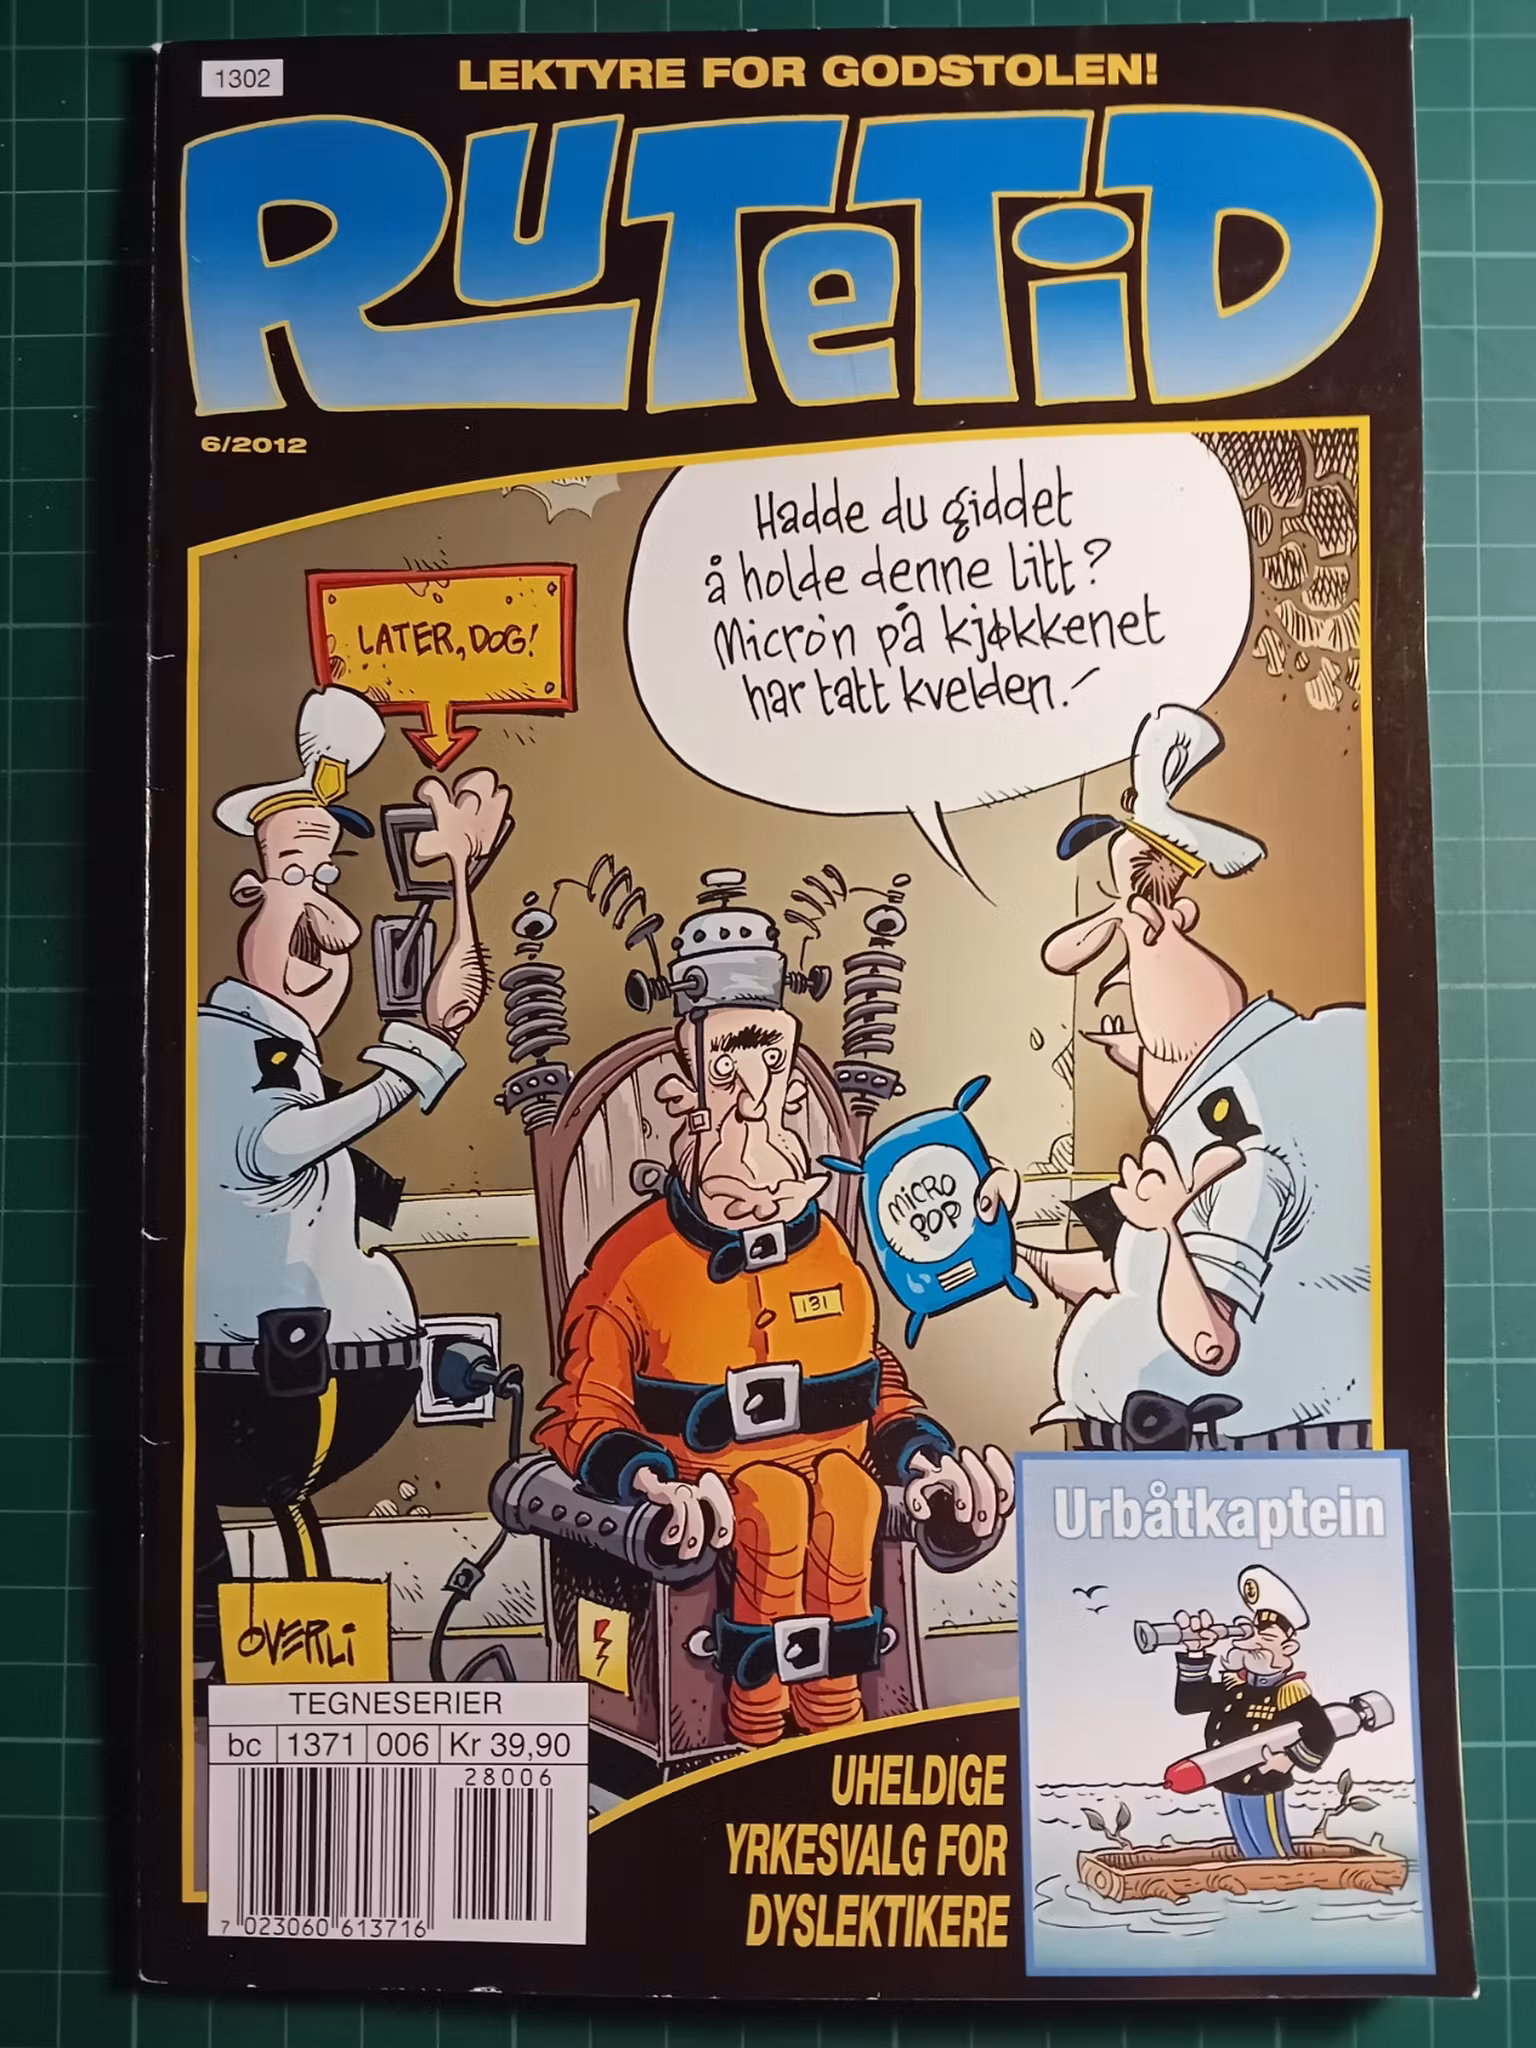 1302
LEKTYRE FOR GODSTOLEN!
RUTETID
6/2012
Hadde du giddet
å holde denne litt?
Micro'n på kjøkkenet
har tatt kvelden!
LATER, DOG!
MICRO
POP
131
Urbåtkaptein
ØVERLI
TEGNESERIER
bc 1371 006 Kr 39,90
28006
7 023060 613716
UHELDIGE
YRKESVALG FOR
DYSLEKTIKERE